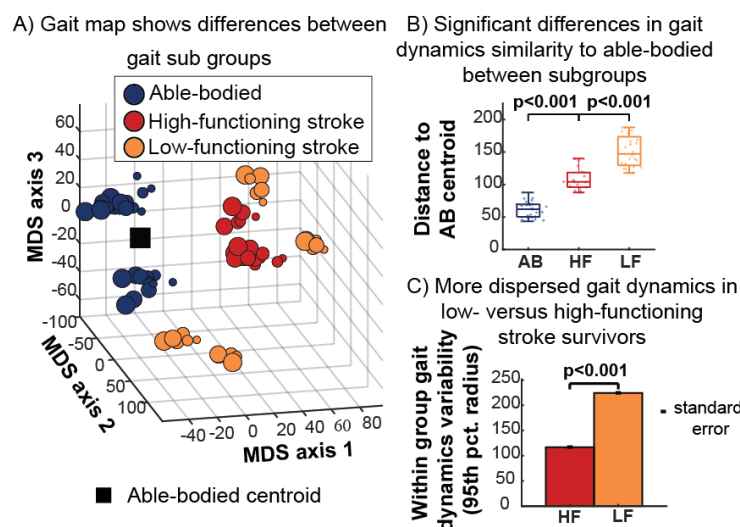 A) Gait map shows differences between
gait sub groups
Able-bodied
High-functioning stroke
Low-functioning stroke
MDS axis 3
60
40
20
0
-20
-40
-60
-100
-50
0
50
100
MDS axis 2
-40 -20 0 20 40 60 80
MDS axis 1
Able-bodied centroid
B) Significant differences in gait
dynamics similarity to able-bodied
between subgroups
p<0.001 p<0.001
Distance to
AB centroid
200
150
100
50
0
AB HF LF
C) More dispersed gait dynamics in
low- versus high-functioning
stroke survivors
p<0.001
Within group gait
dynamics variability
(95th pct. radius)
250
200
150
100
50
0
HF LF
standard
error